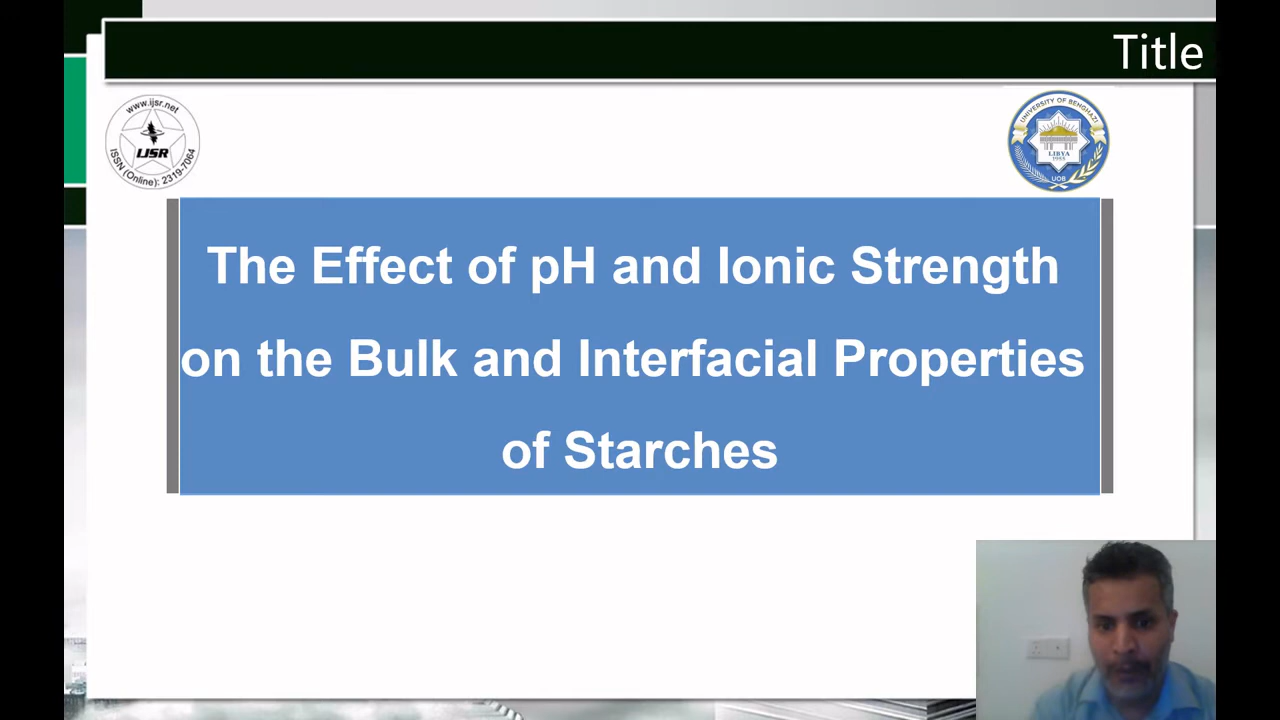 Title
www.ijsr.net
IJSR
ISSN (Online): 2319-7064
UNIVERSITY OF BENGHAZI
LIBYA
1955
UOB
The Effect of pH and Ionic Strength
on the Bulk and Interfacial Properties
of Starches